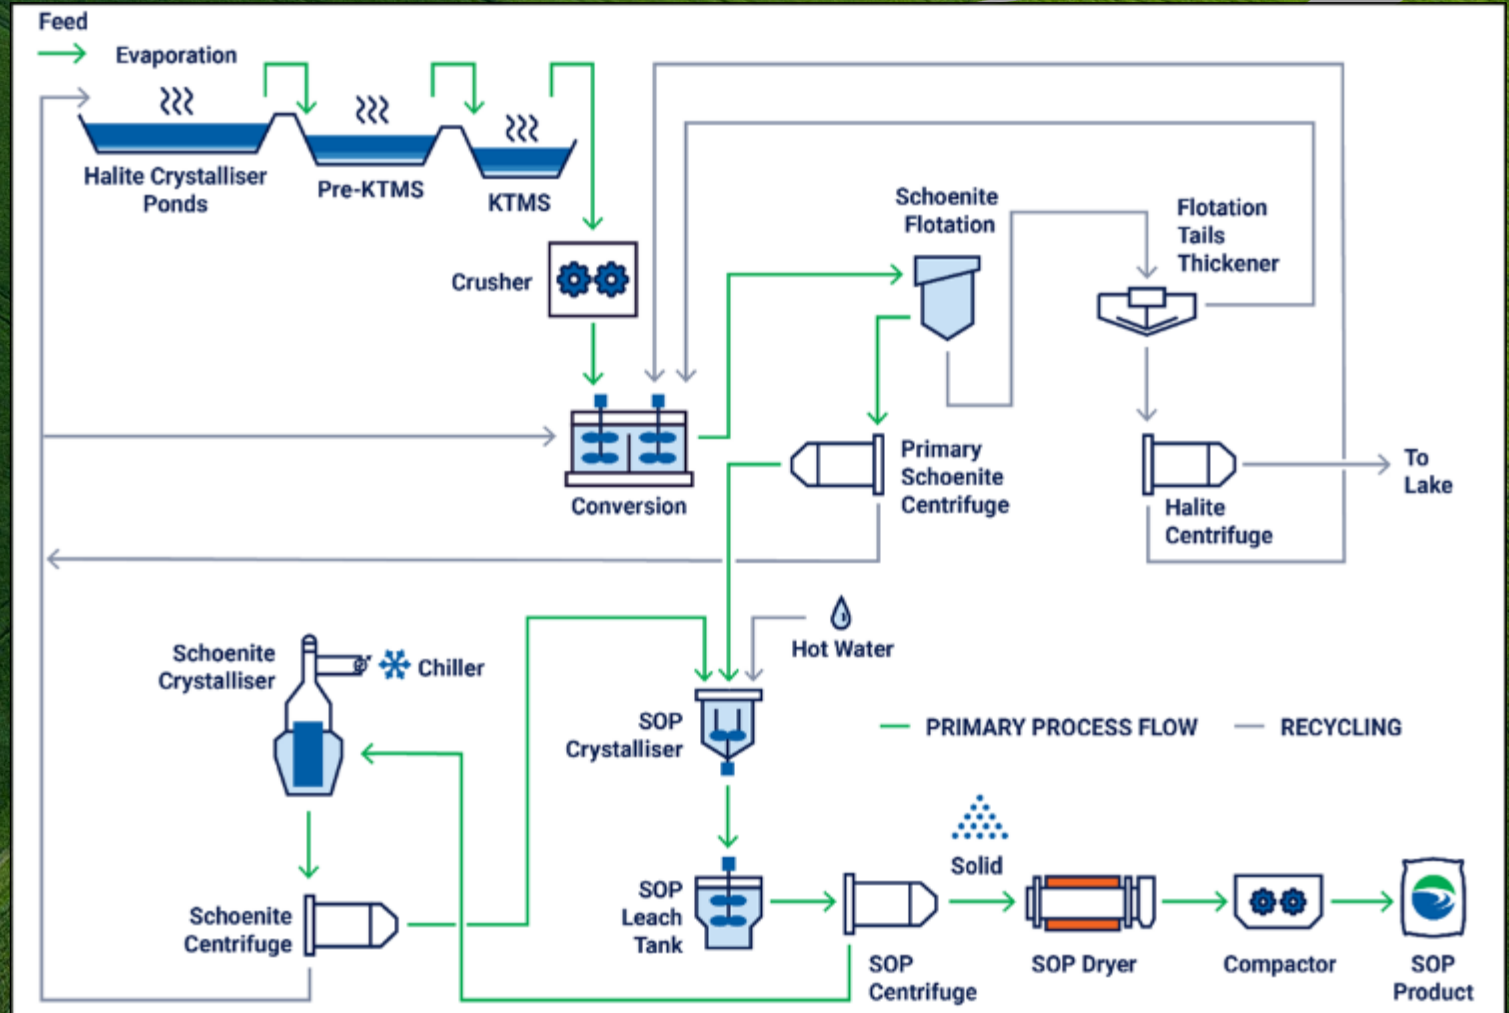 Feed
Evaporation
Halite Crystalliser
Ponds
Pre-KTMS
KTMS
Crusher
Conversion
Schoenite
Flotation
Flotation
Tails
Thickener
Primary
Schoenite
Centrifuge
Halite
Centrifuge
To
Lake
Hot Water
Schoenite
Crystalliser
Chiller
SOP
Crystalliser
PRIMARY PROCESS FLOW
RECYCLING
Schoenite
Centrifuge
SOP
Leach
Tank
SOP
Centrifuge
Solid
SOP Dryer
Compactor
SOP
Product